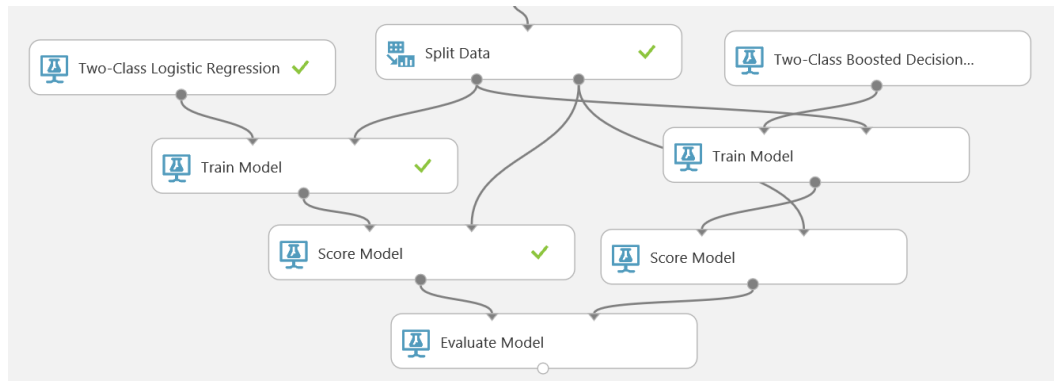 Split Data
Two-Class Logistic Regression
Two-Class Boosted Decision...
Train Model
Train Model
Score Model
Score Model
Evaluate Model